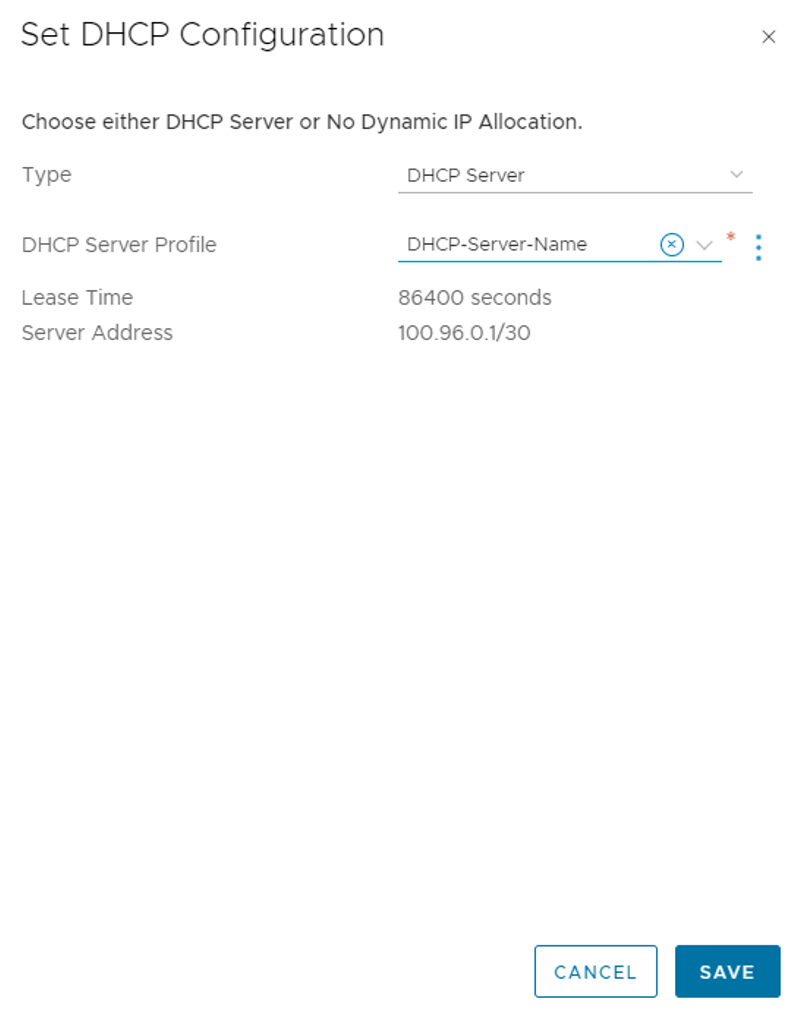 Set DHCP Configuration
Choose either DHCP Server or No Dynamic IP Allocation.
Type DHCP Server
DHCP Server Profile DHCP-Server-Name *
Lease Time 86400 seconds
Server Address 100.96.0.1/30
CANCEL SAVE